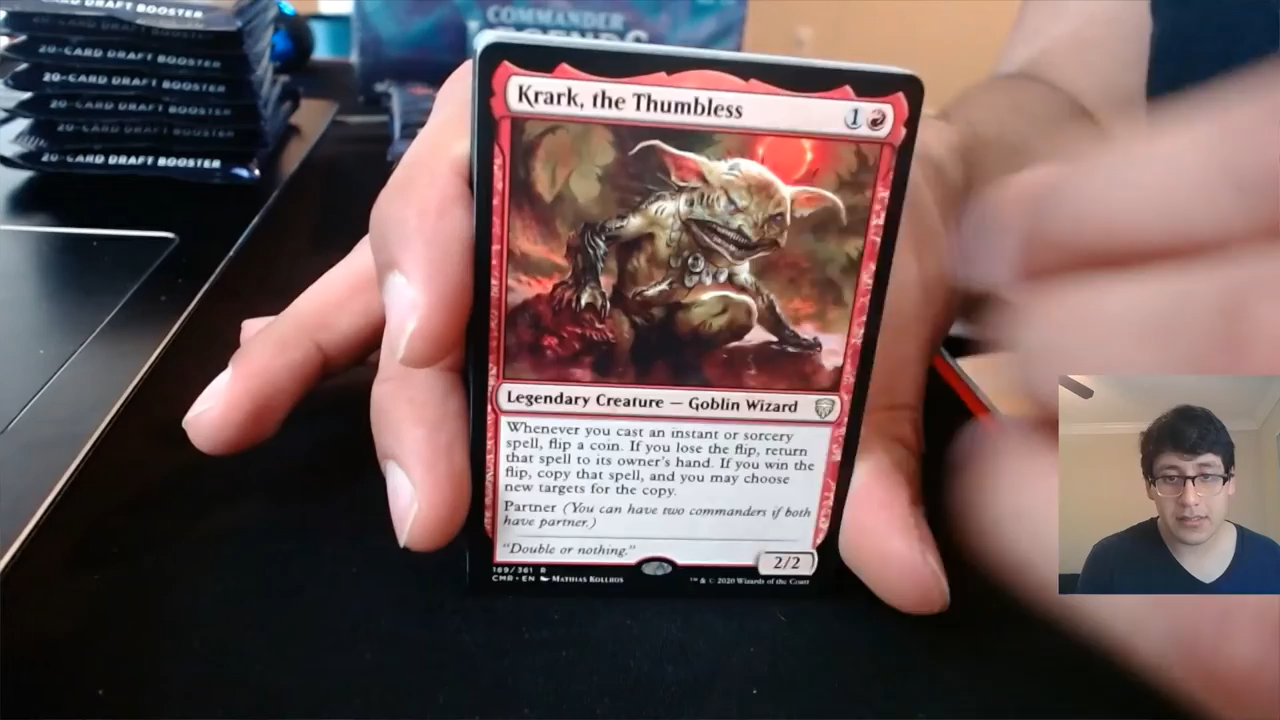 COMMANDER
LEGENDS
20-CARD DRAFT BOOSTER
20-CARD DRAFT BOOSTER
20-CARD DRAFT BOOSTER
20-CARD DRAFT BOOSTER
20-CARD DRAFT BOOSTER
Krark, the Thumbless
1
Legendary Creature — Goblin Wizard
Whenever you cast an instant or sorcery
spell, flip a coin. If you lose the flip, return
that spell to its owner's hand. If you win the
flip, copy that spell, and you may choose
new targets for the copy.
Partner (You can have two commanders if both
have partner.)
"Double or nothing."
2/2
189/361 R
CMR • EN Mathias Kollros
™ & © 2020 Wizards of the Coast